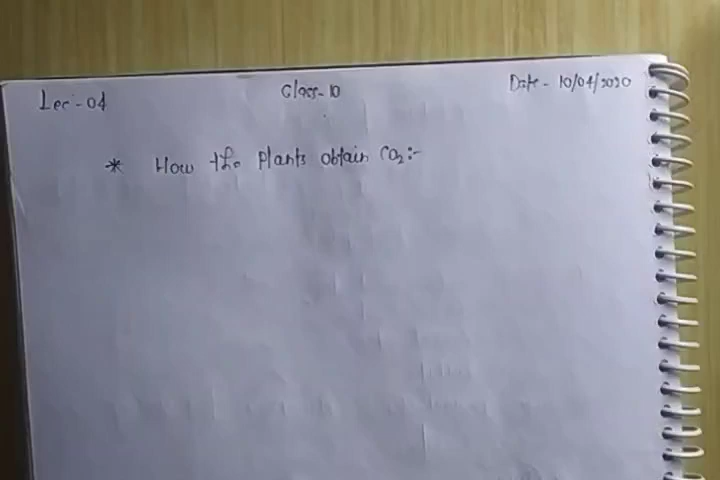 Lec - 04 Class-10 Date - 10/04/2020
* How the Plants obtain CO₂:-